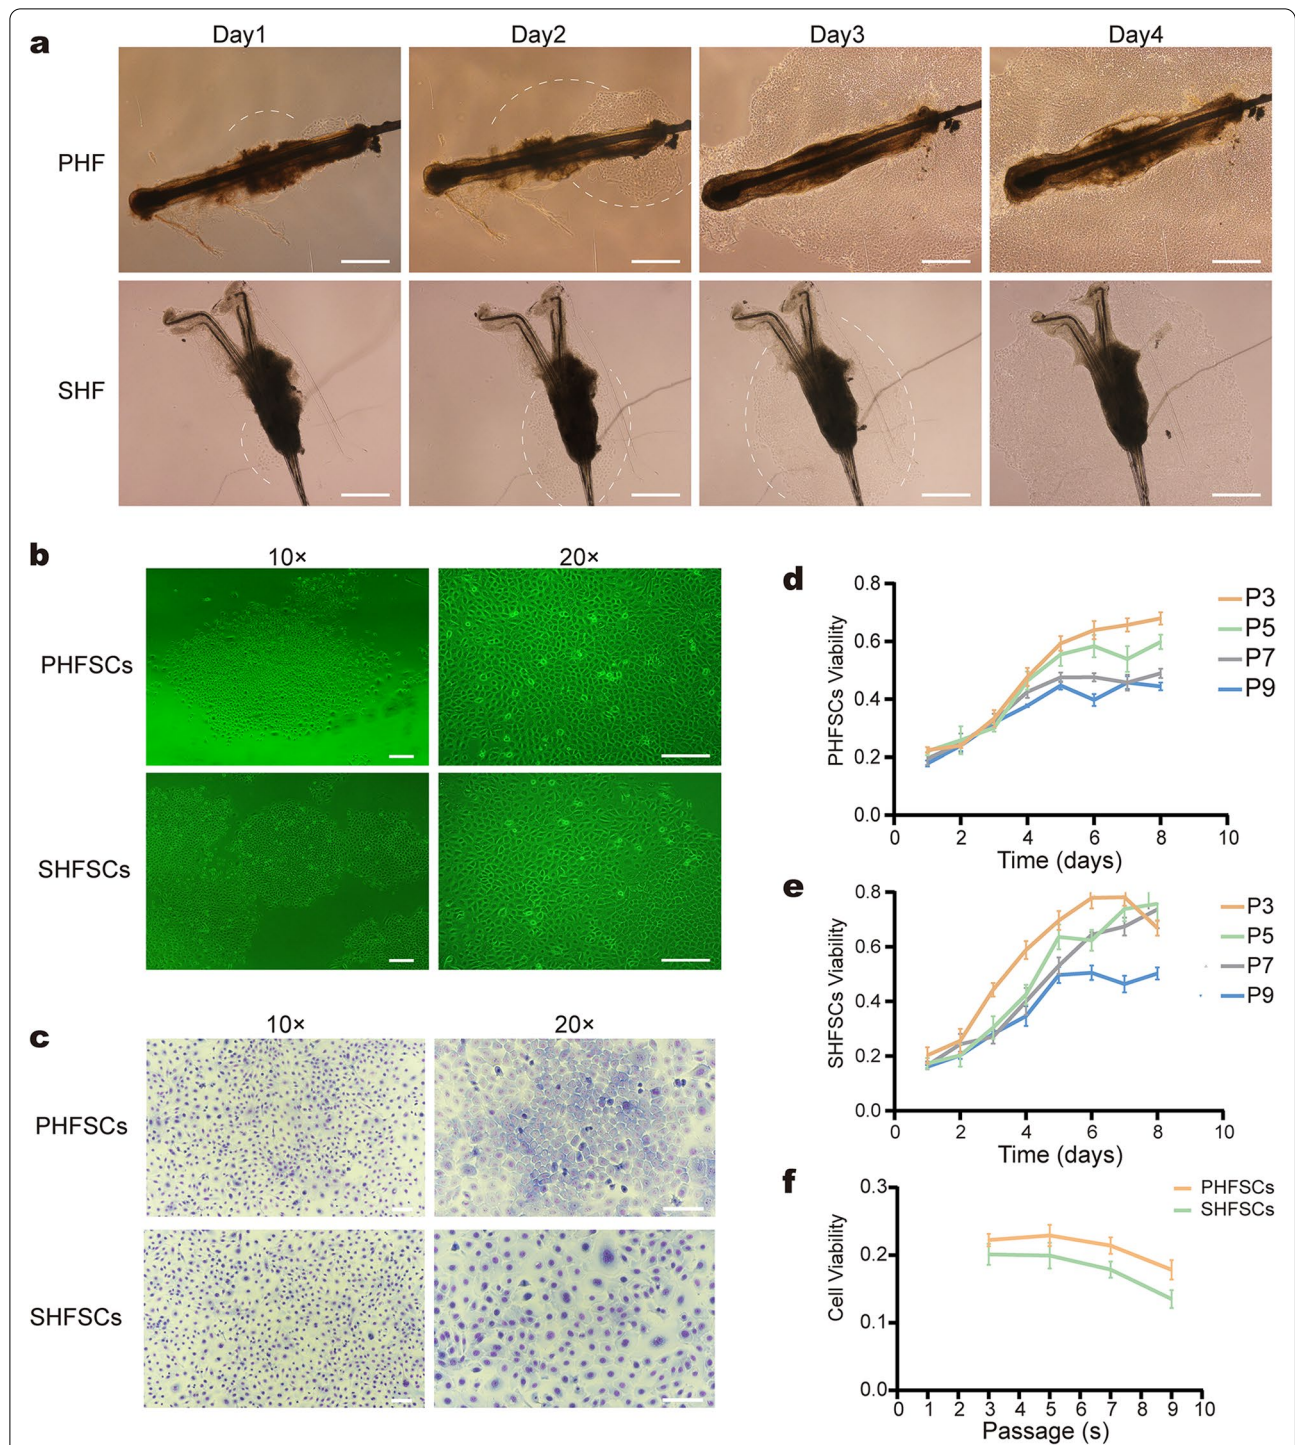 a
Day1 Day2 Day3 Day4
PHF
SHF
b
10× 20×
PHFSCs
SHFSCs
c
10× 20×
PHFSCs
SHFSCs
d
PHFSCs Viability
0.8
0.6
0.4
0.2
0.0
0 2 4 6 8 10
Time (days)
P3
P5
P7
P9
e
SHFSCs Viability
0.8
0.6
0.4
0.2
0.0
0 2 4 6 8 10
Time (days)
P3
P5
P7
P9
f
Cell Viability
0.3
0.2
0.1
0.0
0 1 2 3 4 5 6 7 8 9 10
Passage (s)
PHFSCs
SHFSCs